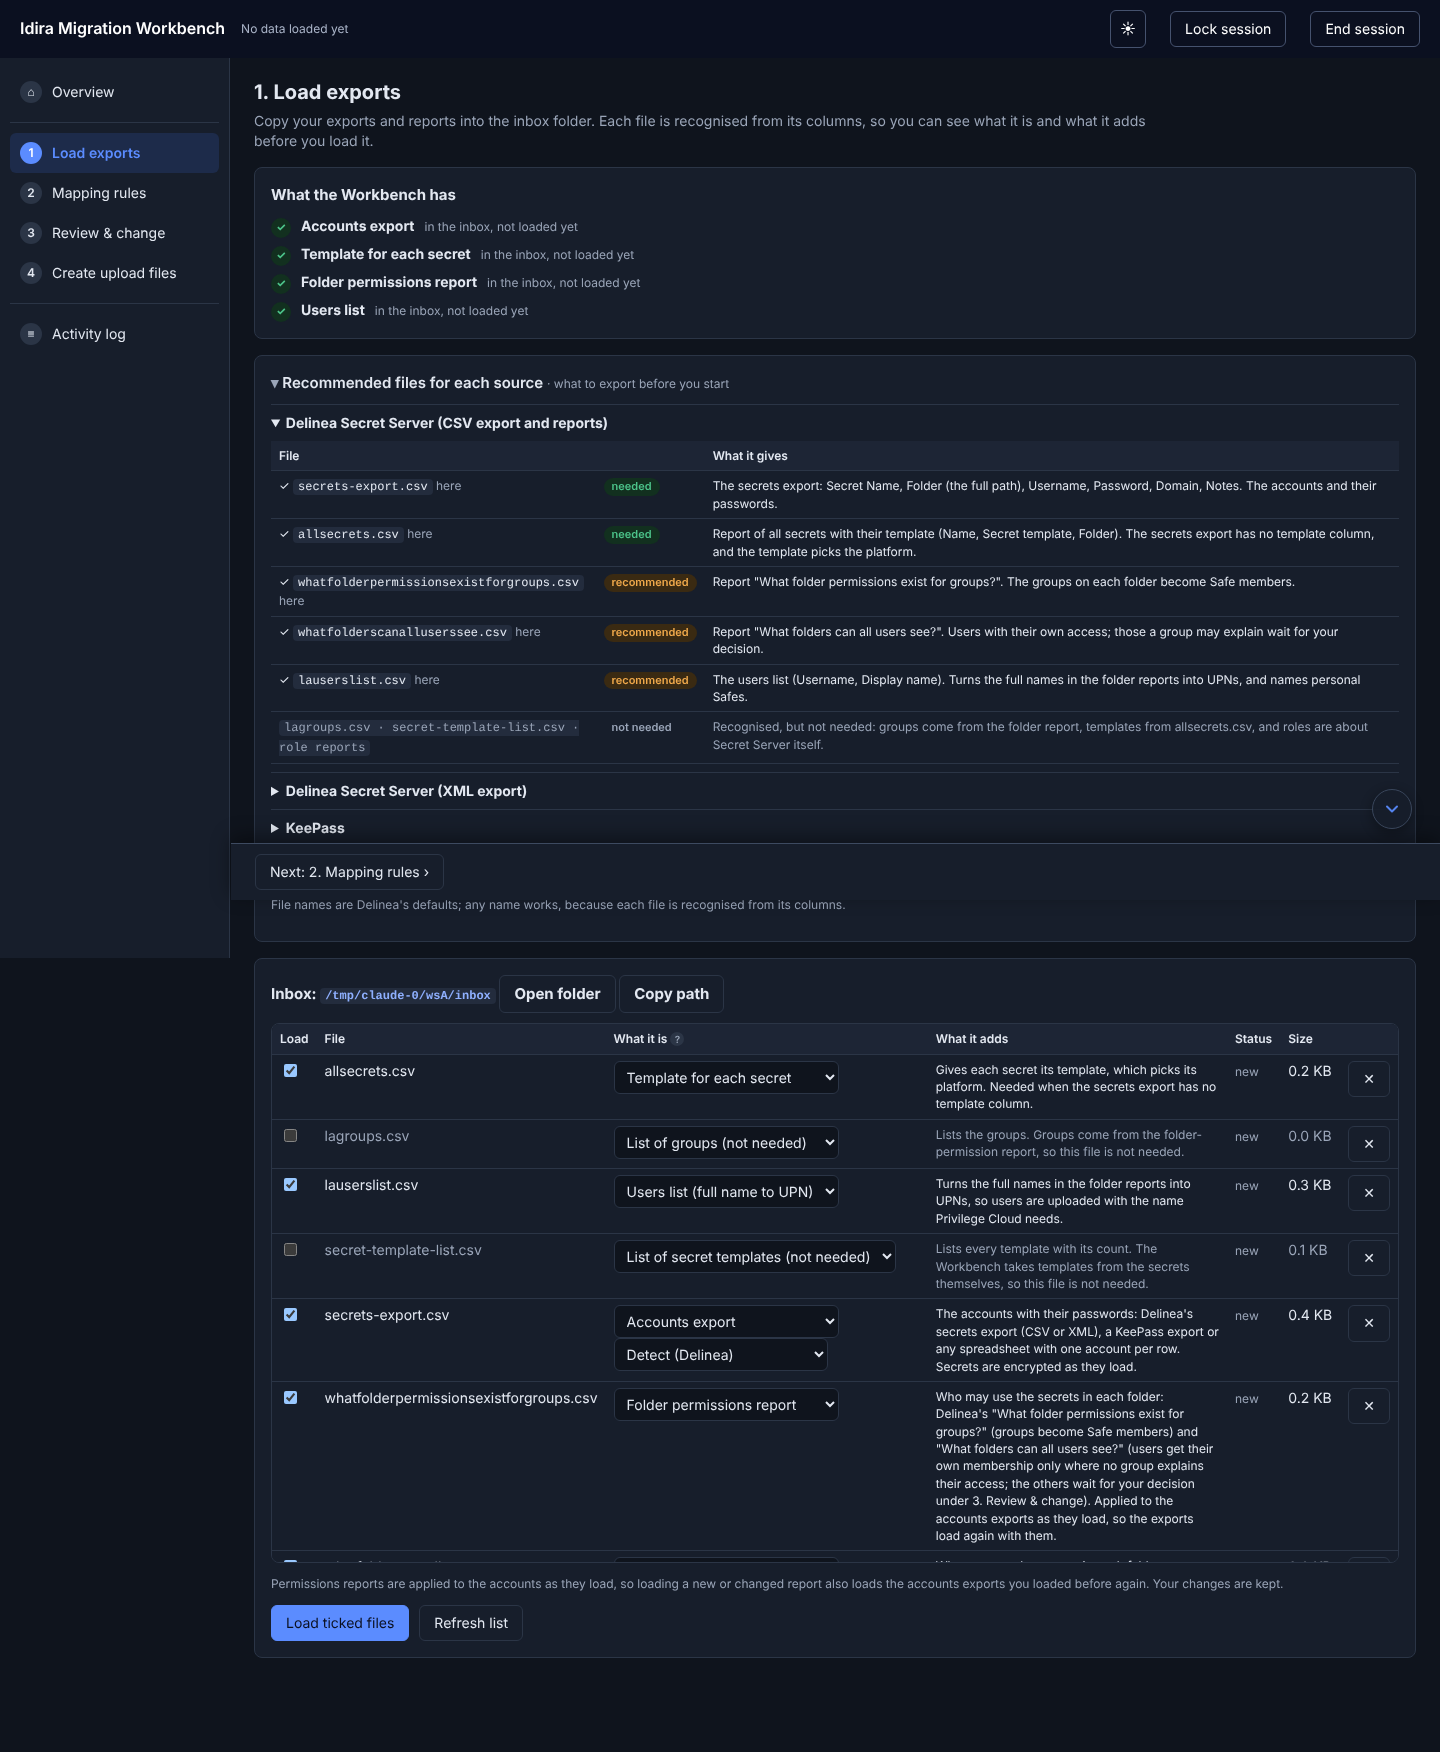 Idira Migration Workbench No data loaded yet Lock session End session
Overview
1 Load exports
2 Mapping rules
3 Review & change
4 Create upload files
Activity log
1. Load exports
Copy your exports and reports into the inbox folder. Each file is recognised from its columns, so you can see what it is and what it adds
before you load it.
What the Workbench has
Accounts export in the inbox, not loaded yet
Template for each secret in the inbox, not loaded yet
Folder permissions report in the inbox, not loaded yet
Users list in the inbox, not loaded yet
▾ Recommended files for each source · what to export before you start
▼ Delinea Secret Server (CSV export and reports)
File What it gives
✓ secrets-export.csv here needed The secrets export: Secret Name, Folder (the full path), Username, Password, Domain, Notes. The accounts and their
passwords.
✓ allsecrets.csv here needed Report of all secrets with their template (Name, Secret template, Folder). The secrets export has no template column,
and the template picks the platform.
✓ whatfolderpermissionsexistforgroups.csv recommended Report "What folder permissions exist for groups?". The groups on each folder become Safe members.
here
✓ whatfolderscanalluserssee.csv here recommended Report "What folders can all users see?". Users with their own access; those a group may explain wait for your
decision.
✓ lauserslist.csv here recommended The users list (Username, Display name). Turns the full names in the folder reports into UPNs, and names personal
Safes.
lagroups.csv · secret-template-list.csv · not needed Recognised, but not needed: groups come from the folder report, templates from allsecrets.csv, and roles are about
role reports Secret Server itself.
▶ Delinea Secret Server (XML export)
▶ KeePass
Next: 2. Mapping rules ›
File names are Delinea's defaults; any name works, because each file is recognised from its columns.
Inbox: /tmp/claude-0/wsA/inbox Open folder Copy path
Load File What it is ? What it adds Status Size
allsecrets.csv Template for each secret Gives each secret its template, which picks its new 0.2 KB ✕
platform. Needed when the secrets export has no
template column.
lagroups.csv List of groups (not needed) Lists the groups. Groups come from the folder- new 0.0 KB ✕
permission report, so this file is not needed.
lauserslist.csv Users list (full name to UPN) Turns the full names in the folder reports into new 0.3 KB ✕
UPNs, so users are uploaded with the name
Privilege Cloud needs.
secret-template-list.csv List of secret templates (not needed) Lists every template with its count. The new 0.1 KB ✕
Workbench takes templates from the secrets
themselves, so this file is not needed.
secrets-export.csv Accounts export The accounts with their passwords: Delinea's new 0.4 KB ✕
secrets export (CSV or XML), a KeePass export or
Detect (Delinea) any spreadsheet with one account per row.
Secrets are encrypted as they load.
whatfolderpermissionsexistforgroups.csv Folder permissions report Who may use the secrets in each folder: new 0.2 KB ✕
Delinea's "What folder permissions exist for
groups?" (groups become Safe members) and
"What folders can all users see?" (users get their
own membership only where no group explains
their access; the others wait for your decision
under 3. Review & change). Applied to the
accounts exports as they load, so the exports
load again with them.
Permissions reports are applied to the accounts as they load, so loading a new or changed report also loads the accounts exports you loaded before again. Your changes are kept.
Load ticked files Refresh list